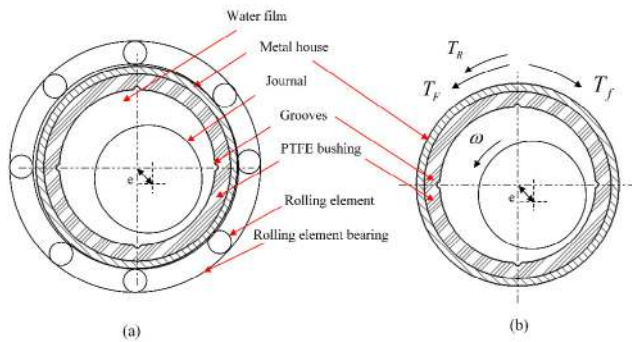 Water film
Metal house
Journal
Grooves
PTFE bushing
Rolling element
Rolling element bearing
e
(a)
T_R
T_F
T_f
ω
e
(b)